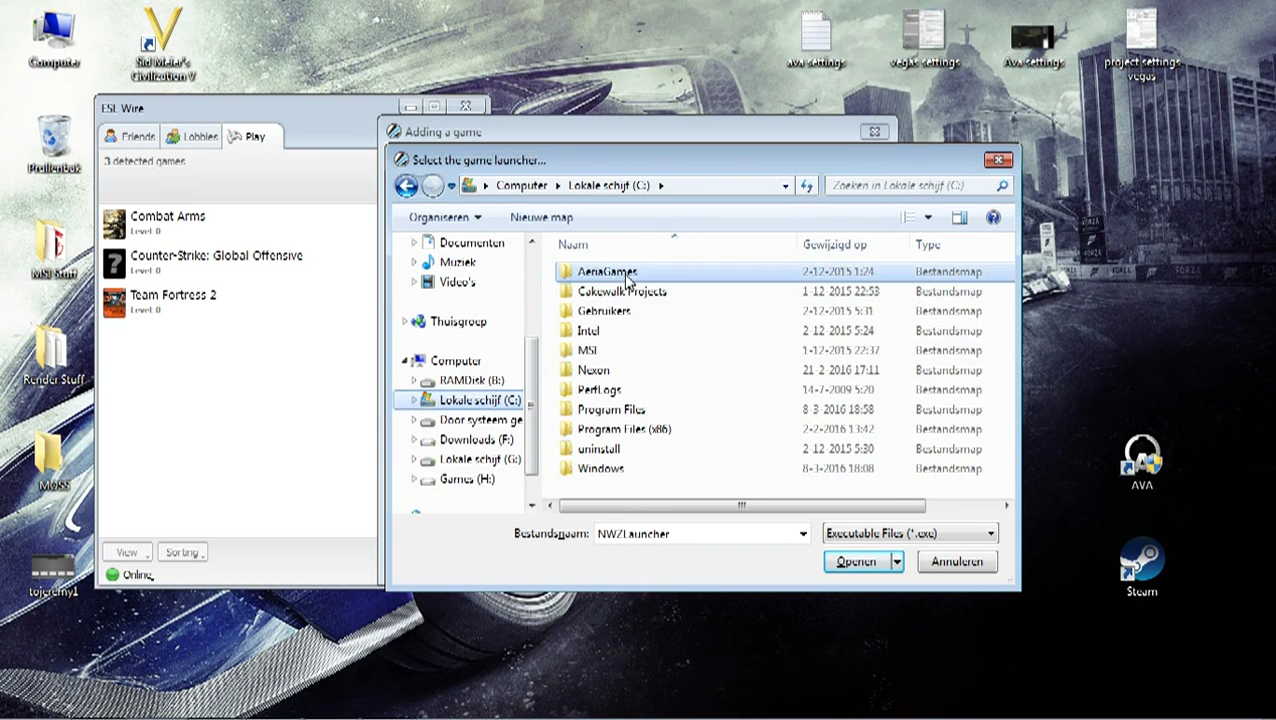 Computer
Sid Meier's
Civilization V
Prullenbak
MSI Stuff
Render Stuff
MOSS
tojeremy1
ava settings
vegas settings
Ava settings
project settings
vegas
AVA
Steam
ESL Wire
Friends
Lobbies
Play
3 detected games
Combat Arms
Level: 0
Counter-Strike: Global Offensive
Level: 0
Team Fortress 2
Level: 0
View
Sorting
Online
Adding a game
Select the game launcher...
Computer
Lokale schijf (C:)
Zoeken in Lokale schijf (C:)
Organiseren
Nieuwe map
Documenten
Muziek
Video's
Thuisgroep
Computer
RAMDisk (B:)
Lokale schijf (C:)
Door systeem ge
Downloads (F:)
Lokale schijf (G:)
Games (H:)
Naam Gewijzigd op Type
AeriaGames 2-12-2015 1:24 Bestandsmap
Cakewalk Projects 1-12-2015 22:53 Bestandsmap
Gebruikers 2-12-2015 5:31 Bestandsmap
Intel 2-12-2015 5:24 Bestandsmap
MSI 1-12-2015 22:37 Bestandsmap
Nexon 21-2-2016 17:11 Bestandsmap
PerfLogs 14-7-2009 5:20 Bestandsmap
Program Files 8-3-2016 18:58 Bestandsmap
Program Files (x86) 2-2-2016 13:42 Bestandsmap
uninstall 2-12-2015 5:30 Bestandsmap
Windows 8-3-2016 18:08 Bestandsmap
Bestandsnaam: NWZLauncher
Executable Files (*.exe)
Openen
Annuleren